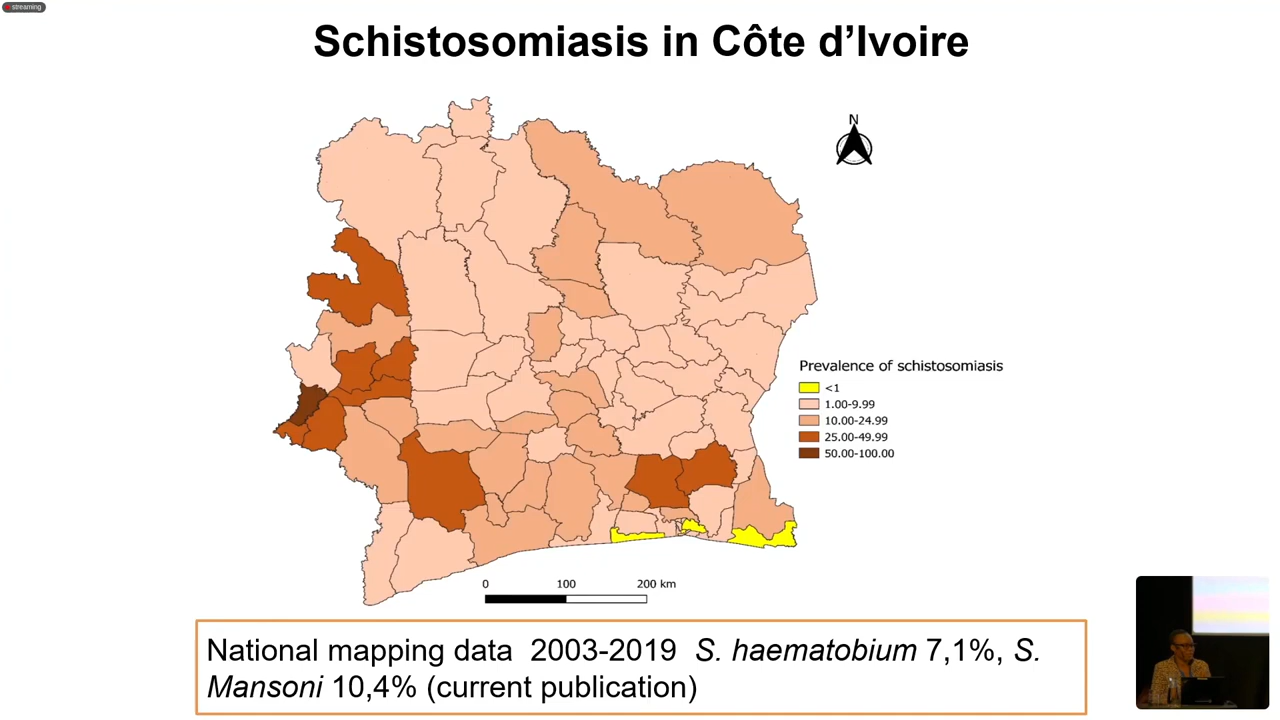 streaming
Schistosomiasis in Côte d’Ivoire
N
Prevalence of schistosomiasis
<1
1.00-9.99
10.00-24.99
25.00-49.99
50.00-100.00
0 100 200 km
National mapping data 2003-2019 S. haematobium 7,1%, S.
Mansoni 10,4% (current publication)